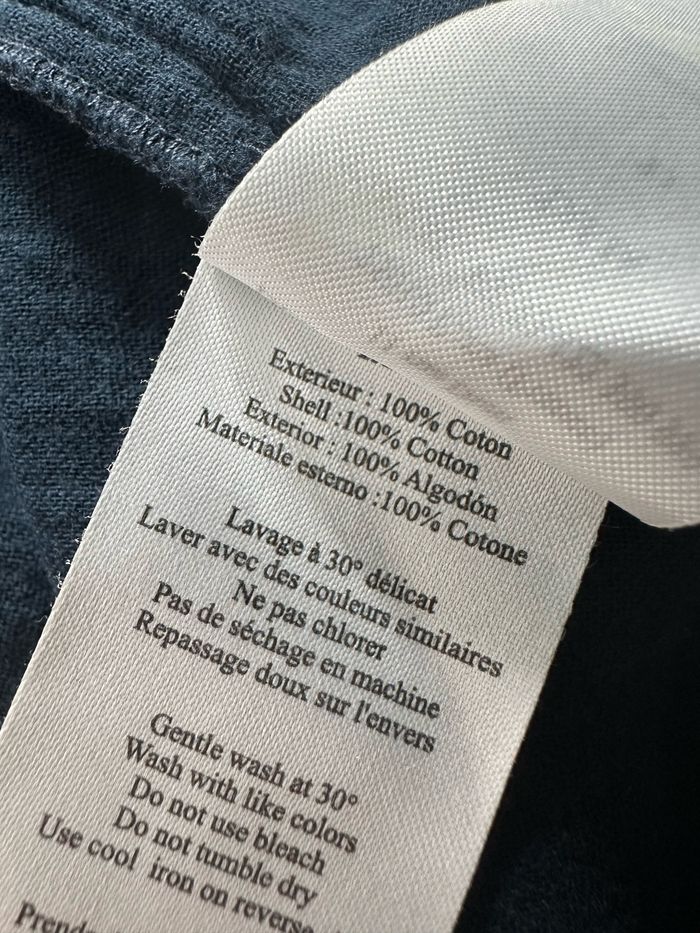 Exterieur : 100% Coton
Shell :100% Cotton
Exterior : 100% Algodón
Materiale esterno :100% Cotone
Lavage à 30° délicat
Laver avec des couleurs similaires
Ne pas chlorer
Pas de séchage en machine
Repassage doux sur l'envers
Gentle wash at 30°
Wash with like colors
Do not use bleach
Do not tumble dry
Use cool iron on reverse